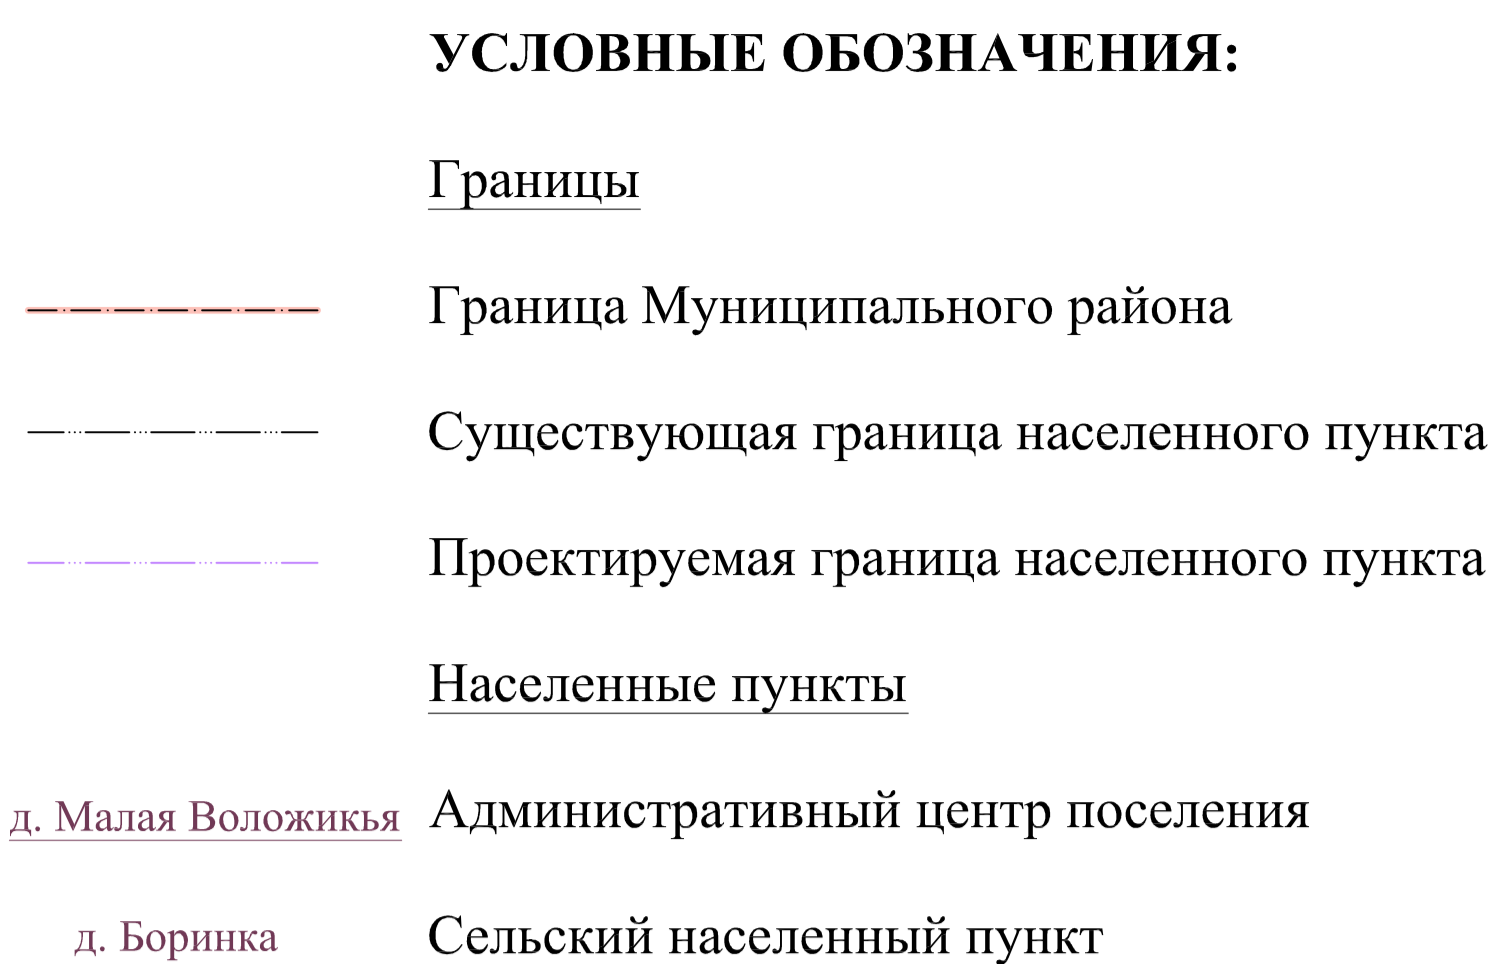 УСЛОВНЫЕ ОБОЗНАЧЕНИЯ:
Границы
Граница Муниципального района
Существующая граница населенного пункта
Проектируемая граница населенного пункта
Населенные пункты
д. Малая Воложикья Административный центр поселения
д. Боринка Сельский населенный пункт